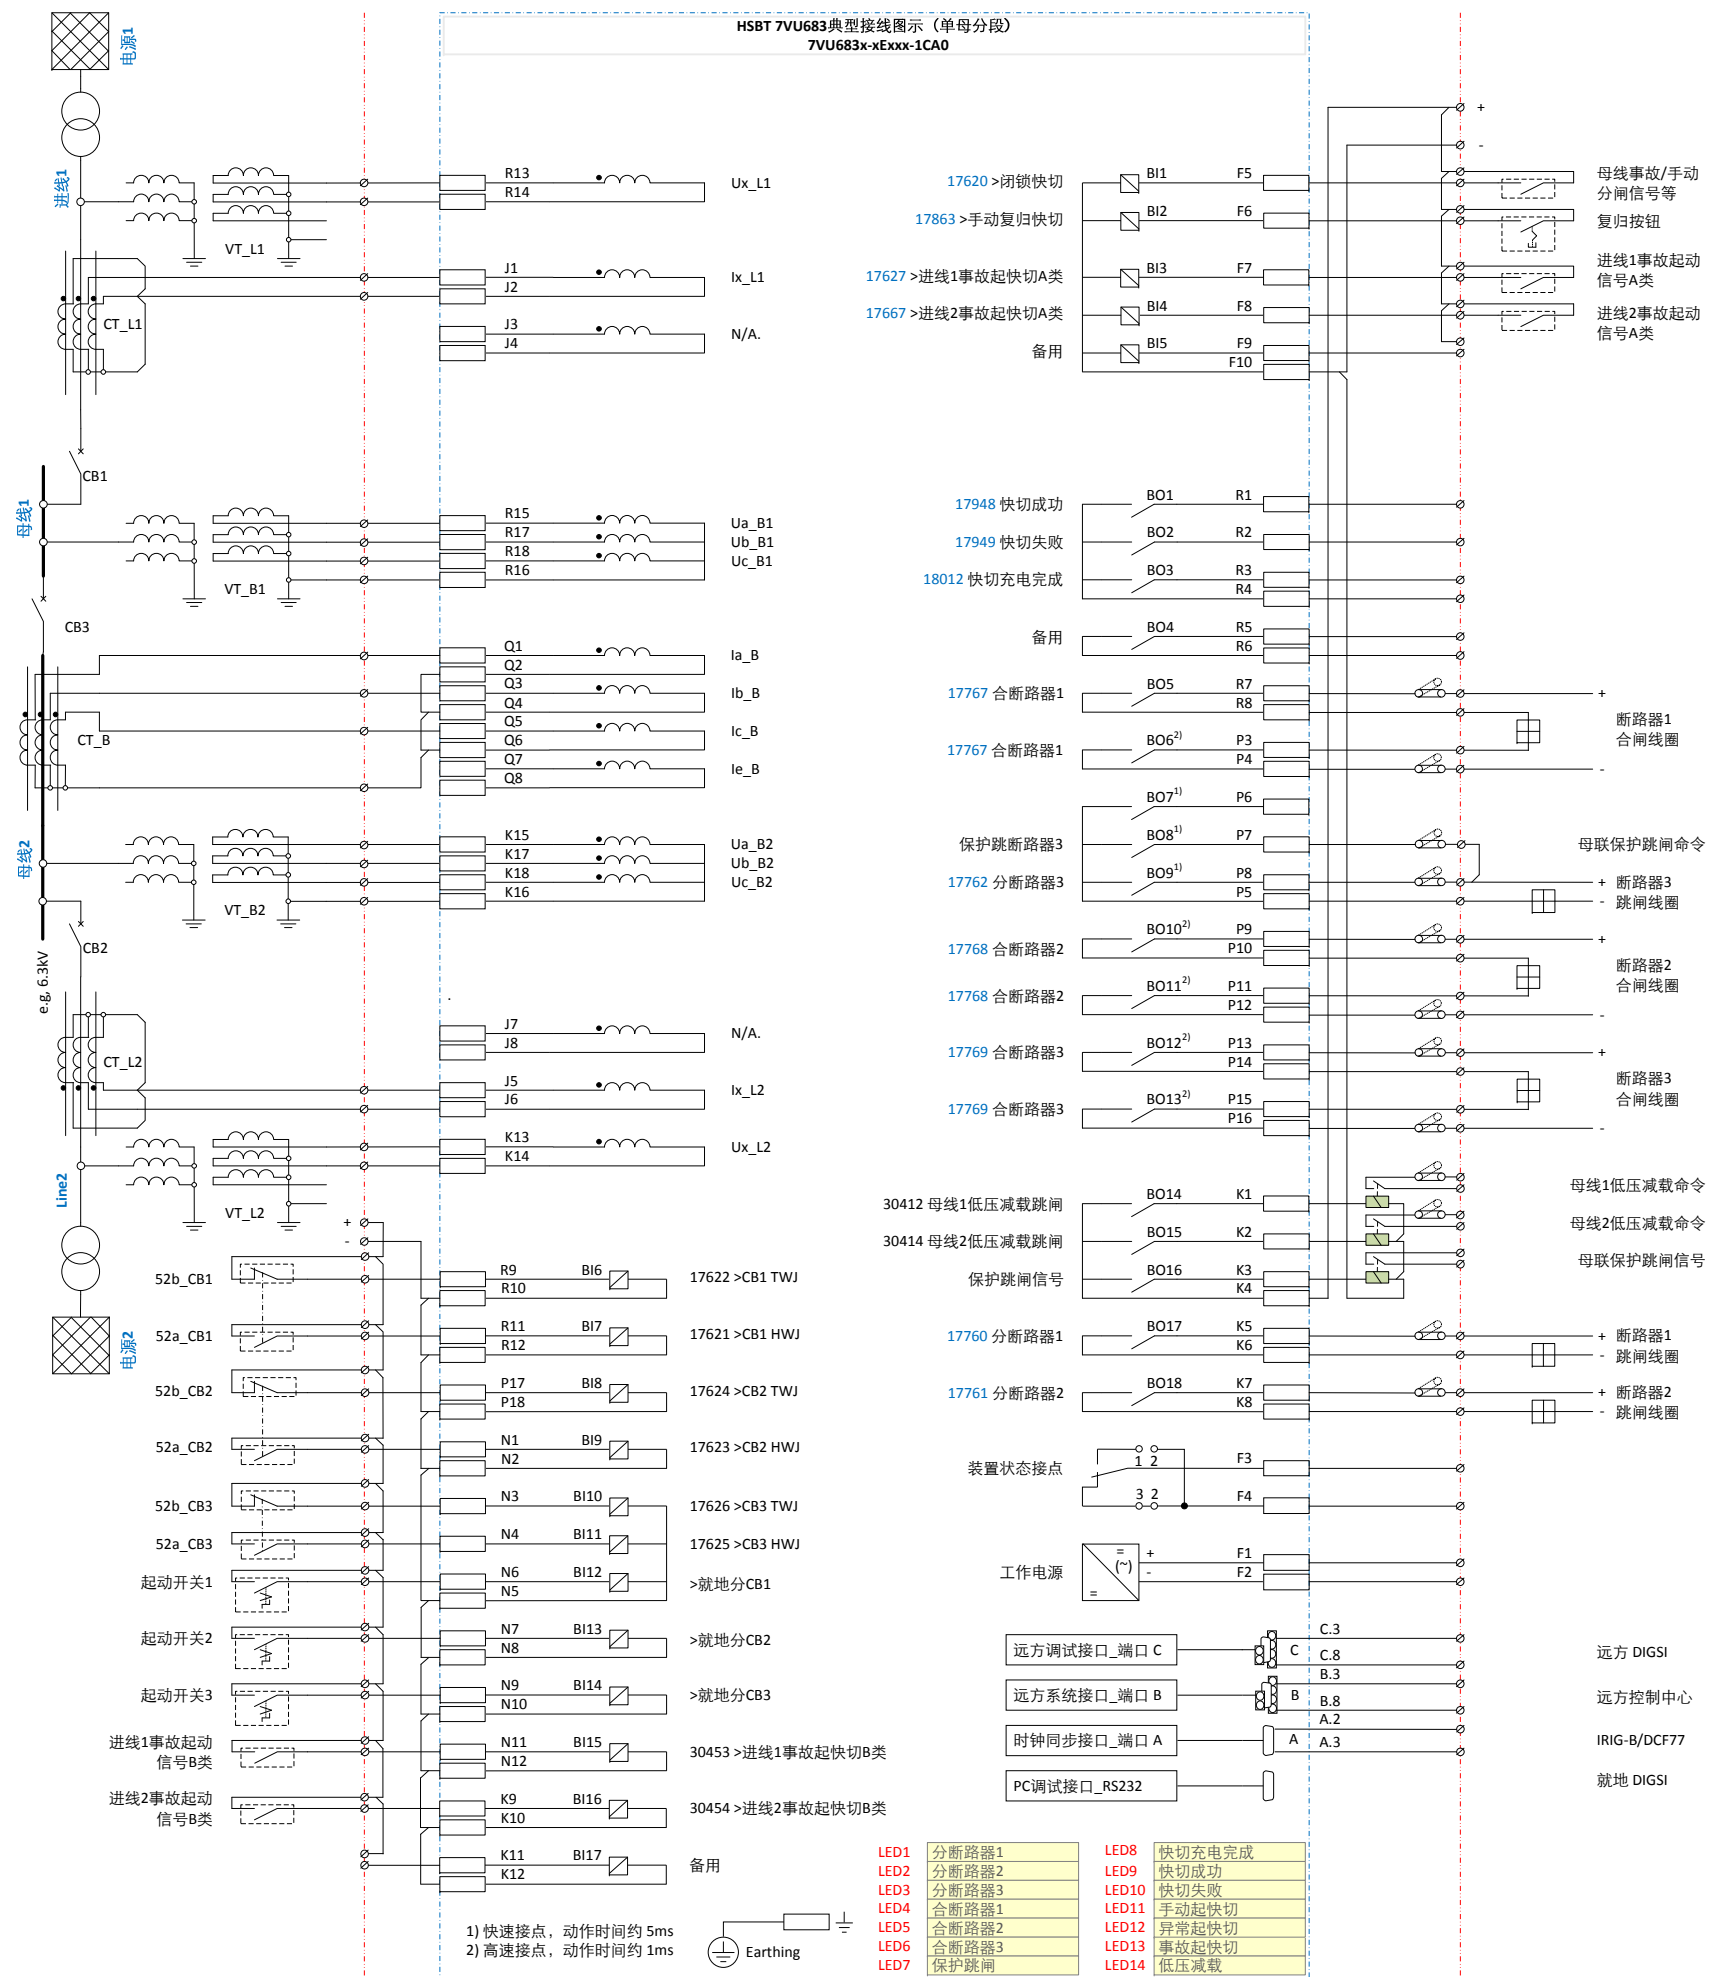 HSBT 7VU683典型接线图示（单母分段）
7VU683x-xExxx-1CA0
电源1
进线1
VT_L1
CT_L1
CB1
母线1
VT_B1
CB3
CT_B
母线2
VT_B2
CB2
e.g, 6.3kV
CT_L2
Line2
VT_L2
电源2
R13
R14
Ux_L1
J1
J2
Ix_L1
J3
J4
N/A.
R15
R17
R18
R16
Ua_B1
Ub_B1
Uc_B1
Q1
Q2
Ia_B
Q3
Q4
Ib_B
Q5
Q6
Ic_B
Q7
Q8
Ie_B
K15
K17
K18
K16
Ua_B2
Ub_B2
Uc_B2
J7
J8
N/A.
J5
J6
Ix_L2
K13
K14
Ux_L2
+
-
52b_CB1 R9 BI6 17622 >CB1 TWJ
R10
52a_CB1 R11 BI7 17621 >CB1 HWJ
R12
52b_CB2 P17 BI8 17624 >CB2 TWJ
P18
52a_CB2 N1 BI9 17623 >CB2 HWJ
N2
52b_CB3 N3 BI10 17626 >CB3 TWJ
52a_CB3 N4 BI11 17625 >CB3 HWJ
起动开关1 N6 BI12 >就地分CB1
N5
起动开关2 N7 BI13 >就地分CB2
N8
起动开关3 N9 BI14 >就地分CB3
N10
进线1事故起动
信号B类
N11 BI15 30453 >进线1事故起快切B类
N12
进线2事故起动
信号B类
K9 BI16 30454 >进线2事故起快切B类
K10
K11 BI17 备用
K12
1) 快速接点，动作时间约 5ms
2) 高速接点，动作时间约 1ms
Earthing
+
-
17620 >闭锁快切 BI1 F5
母线事故/手动
分闸信号等
17863 >手动复归快切 BI2 F6 复归按钮
17627 >进线1事故起快切A类 BI3 F7
进线1事故起动
信号A类
17667 >进线2事故起快切A类 BI4 F8
进线2事故起动
信号A类
备用 BI5 F9
F10
17948 快切成功 BO1 R1
17949 快切失败 BO2 R2
18012 快切充电完成 BO3 R3
R4
备用 BO4 R5
R6
17767 合断路器1 BO5 R7 +
R8
断路器1
合闸线圈
17767 合断路器1 BO6²⁾ P3
P4 -
BO7¹⁾ P6
保护跳断路器3 BO8¹⁾ P7 母联保护跳闸命令
17762 分断路器3 BO9¹⁾ P8 + 断路器3
P5 - 跳闸线圈
17768 合断路器2 BO10²⁾ P9 +
P10
断路器2
合闸线圈
17768 合断路器2 BO11²⁾ P11
P12 -
17769 合断路器3 BO12²⁾ P13 +
P14
断路器3
合闸线圈
17769 合断路器3 BO13²⁾ P15
P16 -
30412 母线1低压减载跳闸 BO14 K1 母线1低压减载命令
30414 母线2低压减载跳闸 BO15 K2 母线2低压减载命令
保护跳闸信号 BO16 K3 母联保护跳闸信号
K4
17760 分断路器1 BO17 K5 + 断路器1
K6 - 跳闸线圈
17761 分断路器2 BO18 K7 + 断路器2
K8 - 跳闸线圈
装置状态接点 1 2 F3
3 2 F4
工作电源 = (~) = + F1
- F2
远方调试接口_端口 C C C.3
C.8
远方 DIGSI
远方系统接口_端口 B B B.3
B.8
远方控制中心
时钟同步接口_端口 A A A.2
A.3
IRIG-B/DCF77
PC调试接口_RS232 就地 DIGSI
LED1 分断路器1 LED8 快切充电完成
LED2 分断路器2 LED9 快切成功
LED3 分断路器3 LED10 快切失败
LED4 合断路器1 LED11 手动起快切
LED5 合断路器2 LED12 异常起快切
LED6 合断路器3 LED13 事故起快切
LED7 保护跳闸 LED14 低压减载